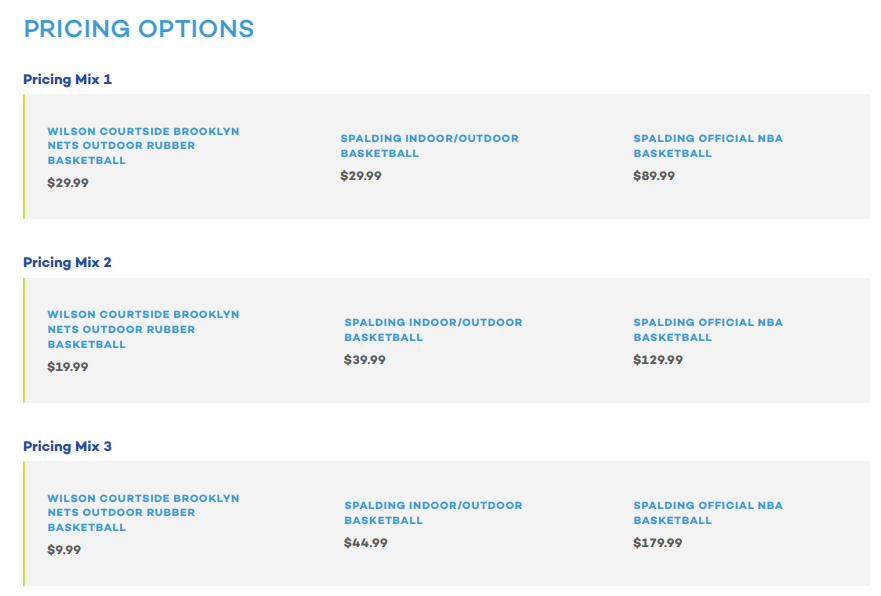 PRICING OPTIONS
Pricing Mix 1
WILSON COURTSIDE BROOKLYN
NETS OUTDOOR RUBBER
BASKETBALL
$29.99
SPALDING INDOOR/OUTDOOR
BASKETBALL
$29.99
SPALDING OFFICIAL NBA
BASKETBALL
$89.99
Pricing Mix 2
WILSON COURTSIDE BROOKLYN
NETS OUTDOOR RUBBER
BASKETBALL
$19.99
SPALDING INDOOR/OUTDOOR
BASKETBALL
$39.99
SPALDING OFFICIAL NBA
BASKETBALL
$129.99
Pricing Mix 3
WILSON COURTSIDE BROOKLYN
NETS OUTDOOR RUBBER
BASKETBALL
$9.99
SPALDING INDOOR/OUTDOOR
BASKETBALL
$44.99
SPALDING OFFICIAL NBA
BASKETBALL
$179.99